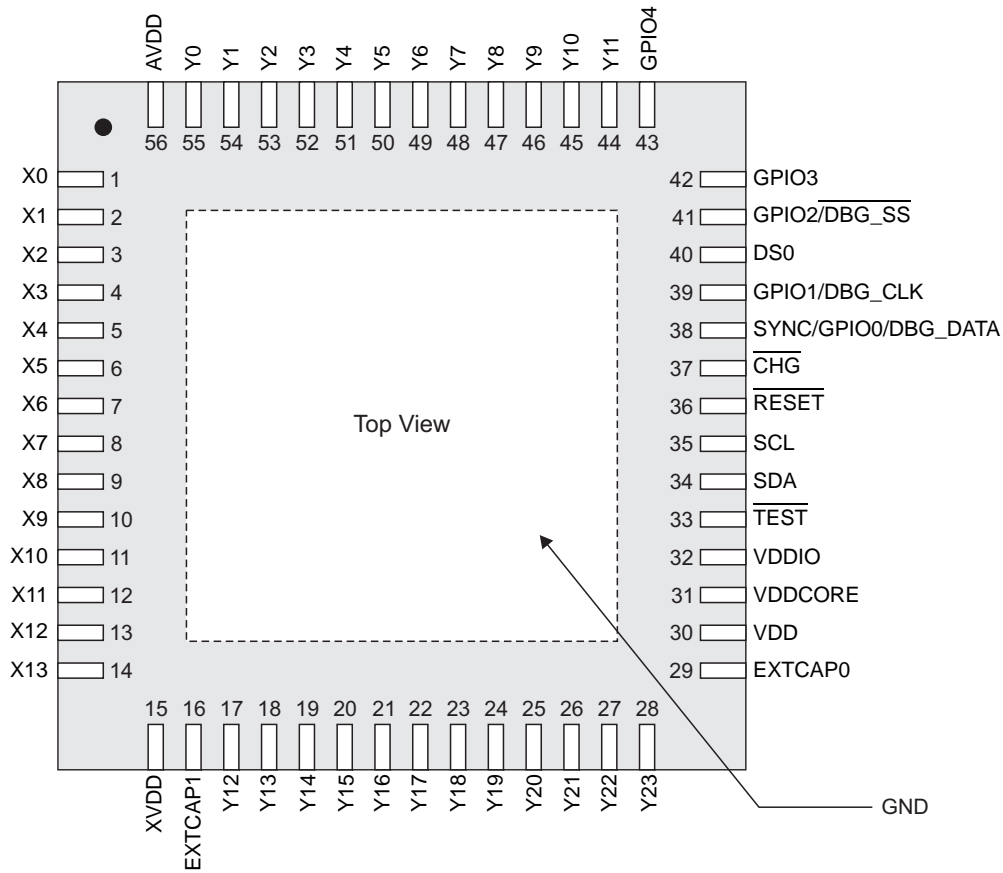 AVDD Y0 Y1 Y2 Y3 Y4 Y5 Y6 Y7 Y8 Y9 Y10 Y11 GPIO4
56 55 54 53 52 51 50 49 48 47 46 45 44 43
X0 1 42 GPIO3
X1 2 41 GPIO2/DBG_SS
X2 3 40 DS0
X3 4 39 GPIO1/DBG_CLK
X4 5 38 SYNC/GPIO0/DBG_DATA
X5 6 37 CHG
X6 7 36 RESET
Top View
X7 8 35 SCL
X8 9 34 SDA
X9 10 33 TEST
X10 11 32 VDDIO
X11 12 31 VDDCORE
X12 13 30 VDD
X13 14 29 EXTCAP0
15 16 17 18 19 20 21 22 23 24 25 26 27 28
XVDD EXTCAP1 Y12 Y13 Y14 Y15 Y16 Y17 Y18 Y19 Y20 Y21 Y22 Y23
GND